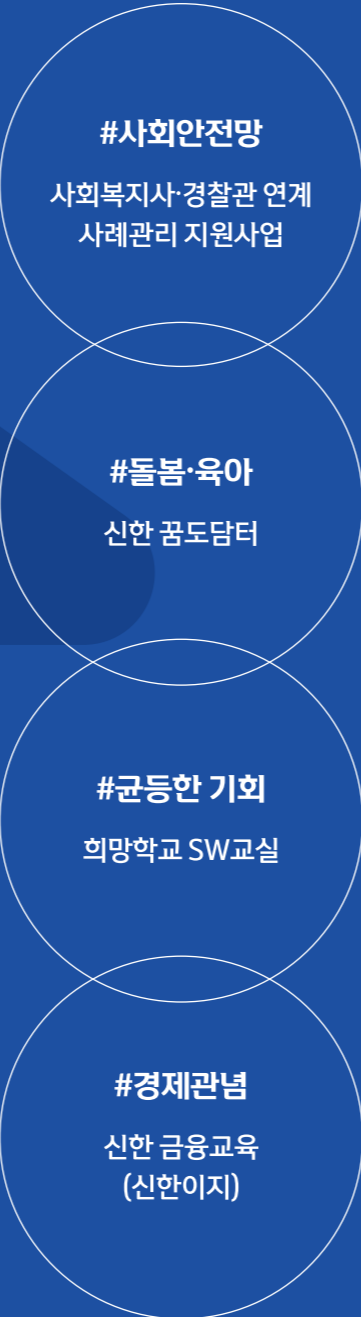 #사회안전망
사회복지사·경찰관 연계
사례관리 지원사업
#돌봄·육아
신한 꿈도담터
#균등한 기회
희망학교 SW교실
#경제관념
신한 금융교육
(신한이지)